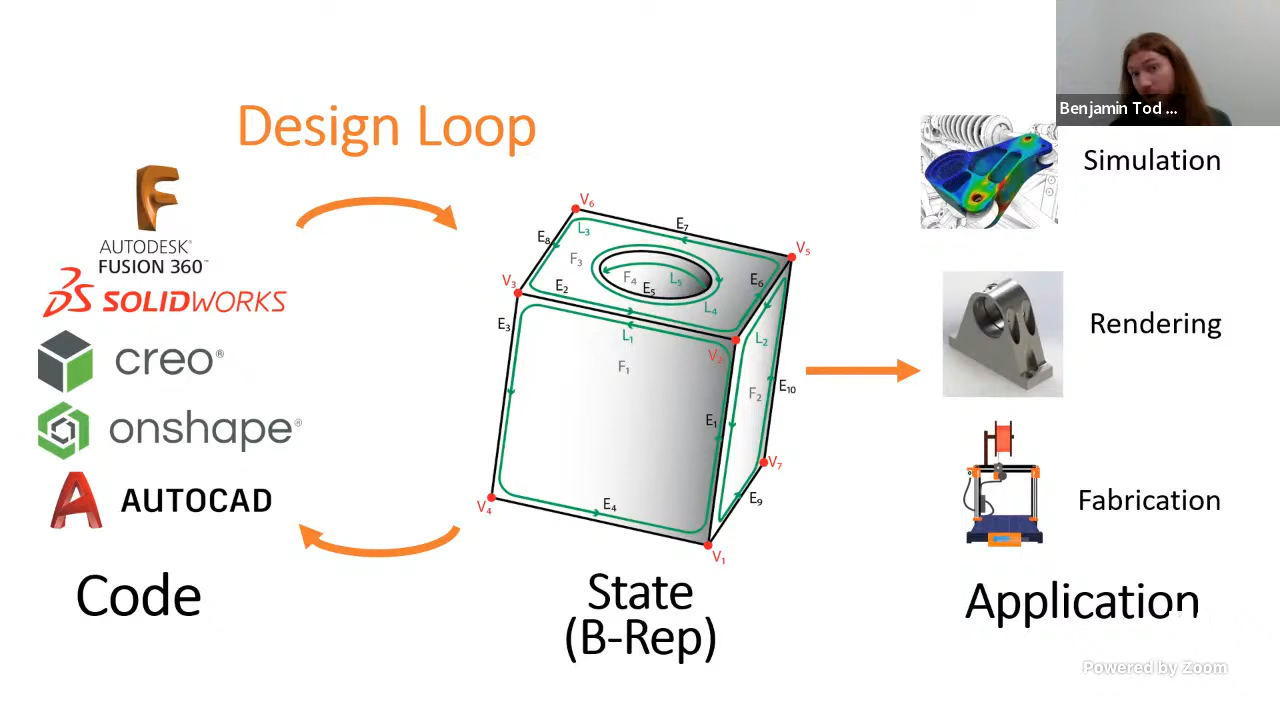 Benjamin Tod ...
Design Loop
AUTODESK®
FUSION 360™
SOLIDWORKS
creo®
onshape®
AUTOCAD
Code
V6
E7
V5
L3
E8
F3
F4
L5
E5
E6
V3
E2
L4
E3
L1
V2
L2
F1
E10
F2
E1
V7
V4
E4
E9
V1
State
(B-Rep)
Simulation
Rendering
Fabrication
Application
Powered by Zoom